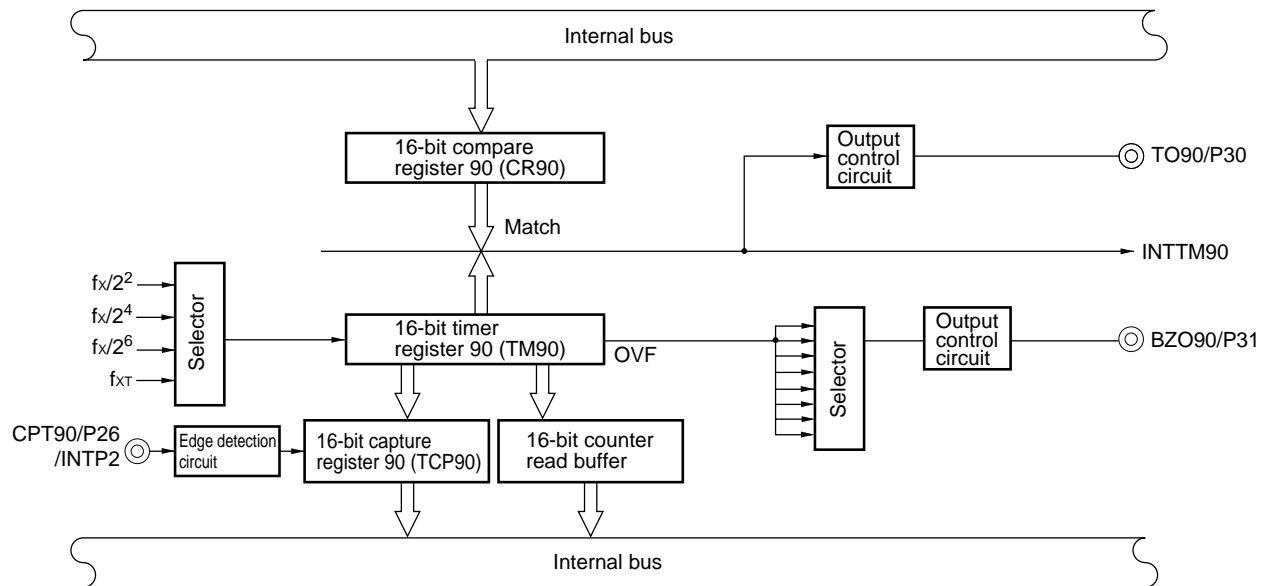 Internal bus
16-bit compare
register 90 (CR90)
Output
control
circuit
TO90/P30
Match
INTTM90
fX/2²
fX/2⁴
fX/2⁶
fXT
Selector
16-bit timer
register 90 (TM90)
OVF
Selector
Output
control
circuit
BZO90/P31
CPT90/P26
/INTP2
Edge detection
circuit
16-bit capture
register 90 (TCP90)
16-bit counter
read buffer
Internal bus